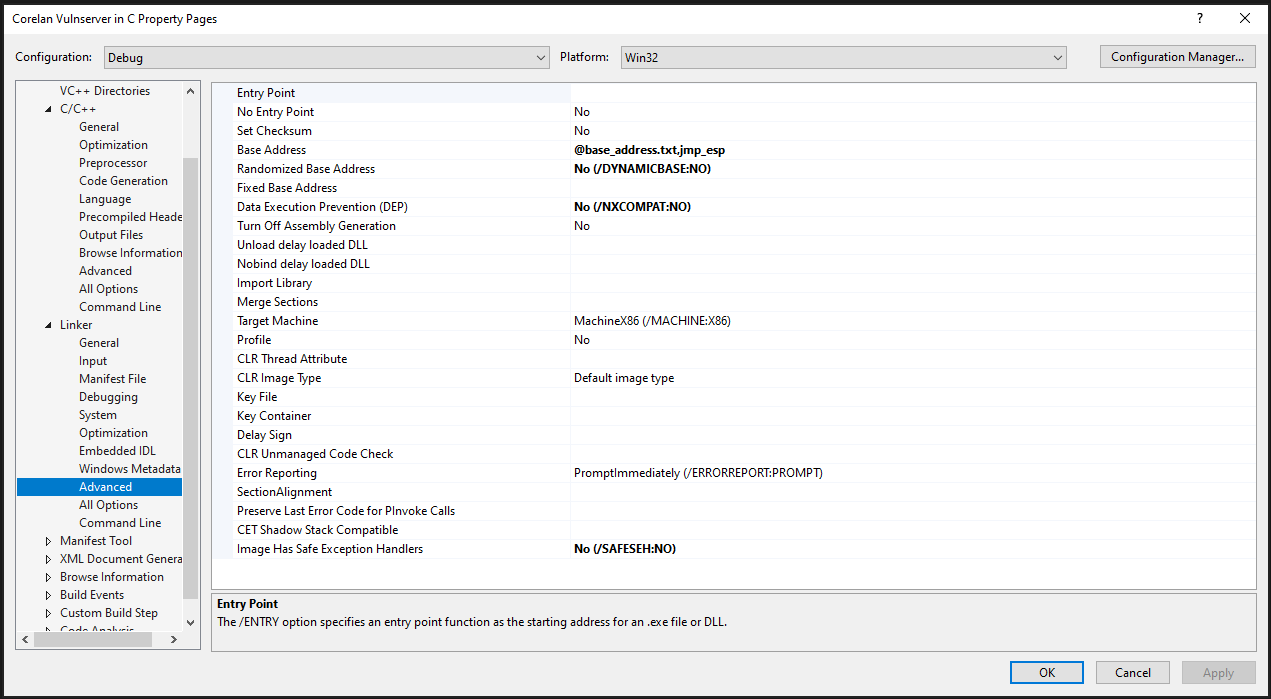 Corelan Vulnserver in C Property Pages
? 
Configuration: Debug Platform: Win32 Configuration Manager...
VC++ Directories
C/C++
General
Optimization
Preprocessor
Code Generation
Language
Precompiled Heade
Output Files
Browse Information
Advanced
All Options
Command Line
Linker
General
Input
Manifest File
Debugging
System
Optimization
Embedded IDL
Windows Metadata
Advanced
All Options
Command Line
Manifest Tool
XML Document Genera
Browse Information
Build Events
Custom Build Step
Code Analysis
Entry Point
No Entry Point No
Set Checksum No
Base Address @base_address.txt,jmp_esp
Randomized Base Address No (/DYNAMICBASE:NO)
Fixed Base Address
Data Execution Prevention (DEP) No (/NXCOMPAT:NO)
Turn Off Assembly Generation No
Unload delay loaded DLL
Nobind delay loaded DLL
Import Library
Merge Sections
Target Machine MachineX86 (/MACHINE:X86)
Profile No
CLR Thread Attribute
CLR Image Type Default image type
Key File
Key Container
Delay Sign
CLR Unmanaged Code Check
Error Reporting PromptImmediately (/ERRORREPORT:PROMPT)
SectionAlignment
Preserve Last Error Code for PInvoke Calls
CET Shadow Stack Compatible
Image Has Safe Exception Handlers No (/SAFESEH:NO)
Entry Point
The /ENTRY option specifies an entry point function as the starting address for an .exe file or DLL.
OK Cancel Apply